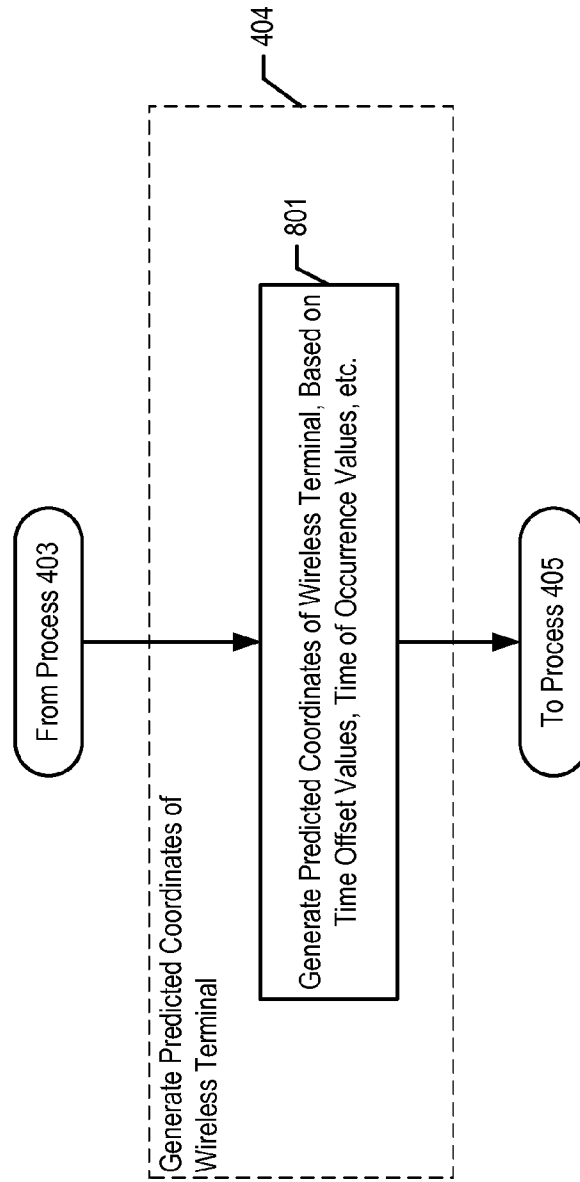 From Process 403
404
Generate Predicted Coordinates of
Wireless Terminal
801
Generate Predicted Coordinates of Wireless Terminal, Based on
Time Offset Values, Time of Occurrence Values, etc.
To Process 405